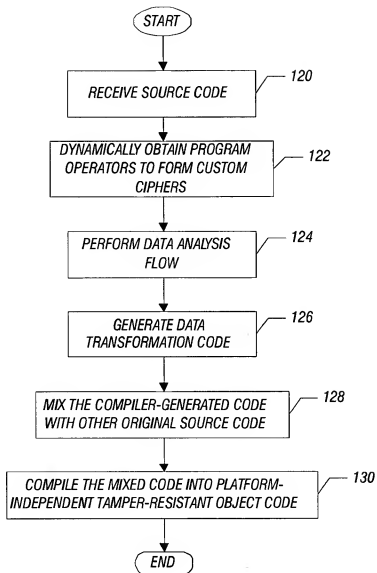 START
RECEIVE SOURCE CODE
120
DYNAMICALLY OBTAIN PROGRAM
OPERATORS TO FORM CUSTOM
CIPHERS
122
PERFORM DATA ANALYSIS
FLOW
124
GENERATE DATA
TRANSFORMATION CODE
126
MIX THE COMPILER-GENERATED CODE
WITH OTHER ORIGINAL SOURCE CODE
128
COMPILE THE MIXED CODE INTO PLATFORM-
INDEPENDENT TAMPER-RESISTANT OBJECT CODE
130
END